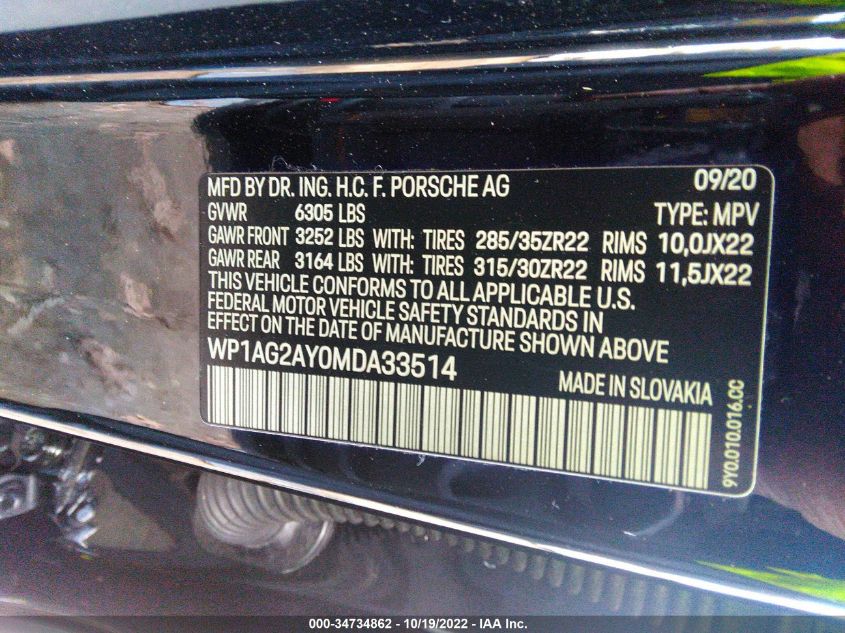 MFD BY DR. ING. H.C. F. PORSCHE AG 09/20
GVWR 6305 LBS TYPE: MPV
GAWR FRONT 3252 LBS WITH: TIRES 285/35ZR22 RIMS 10,0JX22
GAWR REAR 3164 LBS WITH: TIRES 315/30ZR22 RIMS 11,5JX22
THIS VEHICLE CONFORMS TO ALL APPLICABLE U.S.
FEDERAL MOTOR VEHICLE SAFETY STANDARDS IN
EFFECT ON THE DATE OF MANUFACTURE SHOWN ABOVE
WP1AG2AY0MDA33514
MADE IN SLOVAKIA
9Y0.010.016.CC
000-34734862 - 10/19/2022 - IAA Inc.